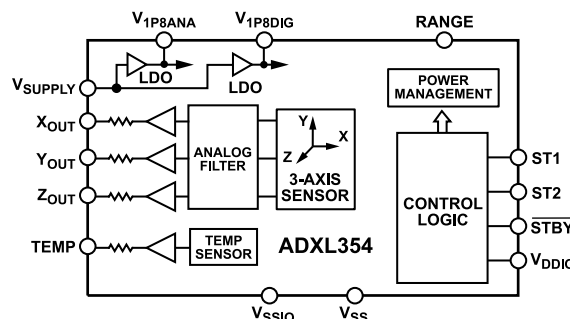 V1P8ANA
V1P8DIG
RANGE
LDO
LDO
VSUPPLY
POWER
MANAGEMENT
XOUT
YOUT
ZOUT
ANALOG
FILTER
Y
X
Z
3-AXIS
SENSOR
CONTROL
LOGIC
ST1
ST2
STBY
VDDIO
TEMP
TEMP
SENSOR
ADXL354
VSSIO
VSS